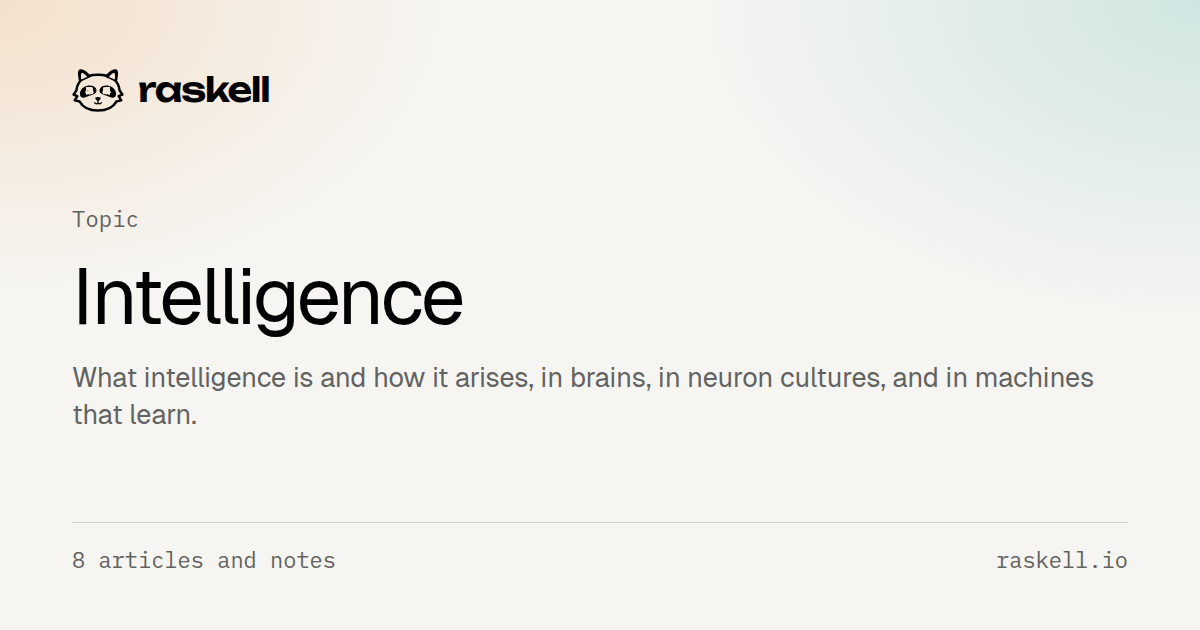 raskell
Topic
Intelligence
What intelligence is and how it arises, in brains, in neuron cultures, and in machines
that learn.
8 articles and notes
raskell.io